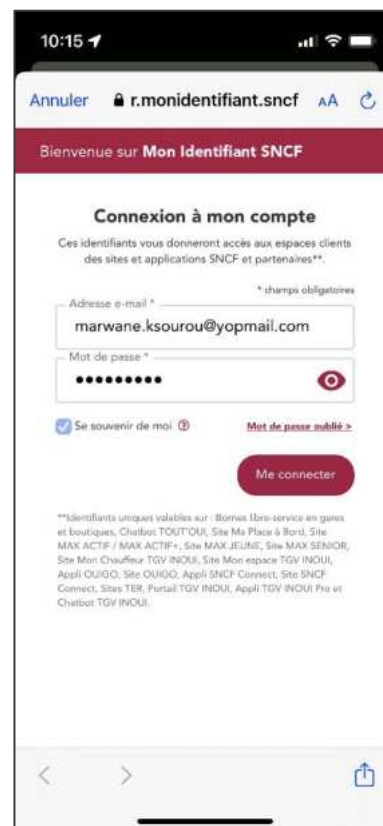 10:15
Annuler r.monidentifiant.sncf AA
Bienvenue sur Mon Identifiant SNCF
Connexion à mon compte
Ces identifiants vous donneront accès aux espaces clients
des sites et applications SNCF et partenaires**.
* champs obligatoires
Adresse e-mail *
marwane.ksourou@yopmail.com
Mot de passe *
•••••••••
Se souvenir de moi ? Mot de passe oublié >
Me connecter
**Identifiants uniques valables sur : Bornes libre-service en gares
et boutiques, Chatbot TOUT'OUI, Site Ma Place à Bord, Site
MAX ACTIF / MAX ACTIF+, Site MAX JEUNE, Site MAX SENIOR,
Site Mon Chauffeur TGV INOUI, Site Mon espace TGV INOUI,
Appli OUIGO, Site OUIGO, Appli SNCF Connect, Site SNCF
Connect, Sites TER, Portail TGV INOUI, Appli TGV INOUI Pro et
Chatbot TGV INOUI.